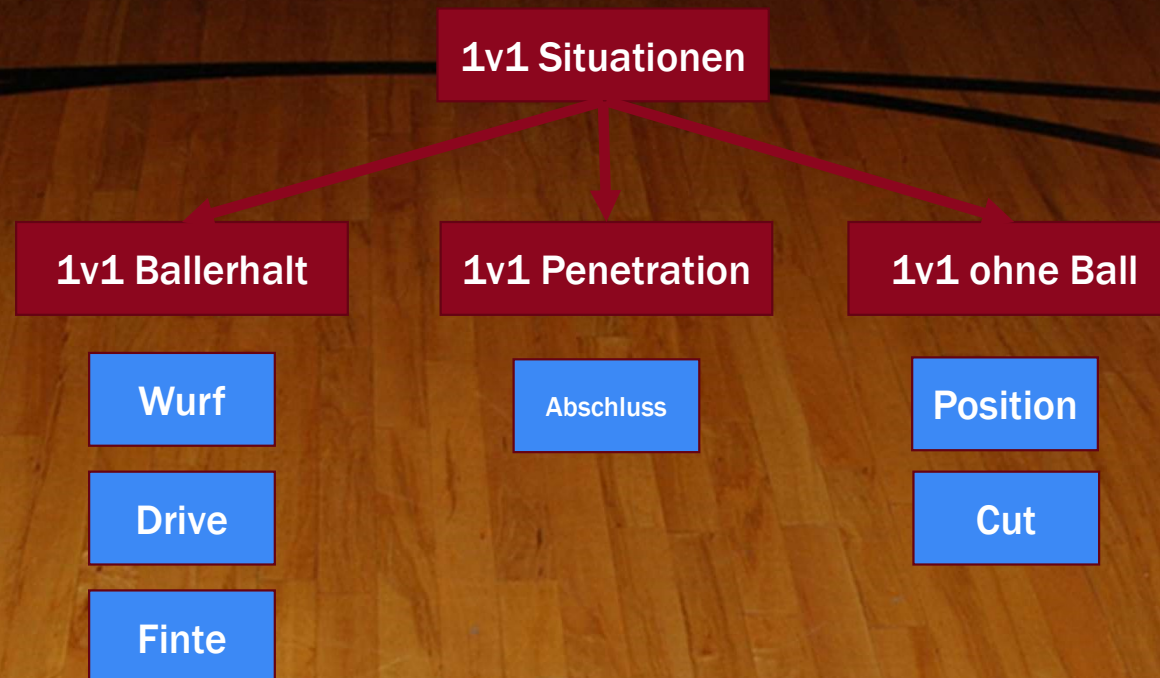 1v1 Situationen
1v1 Ballerhalt
1v1 Penetration
1v1 ohne Ball
Wurf
Abschluss
Position
Drive
Cut
Finte